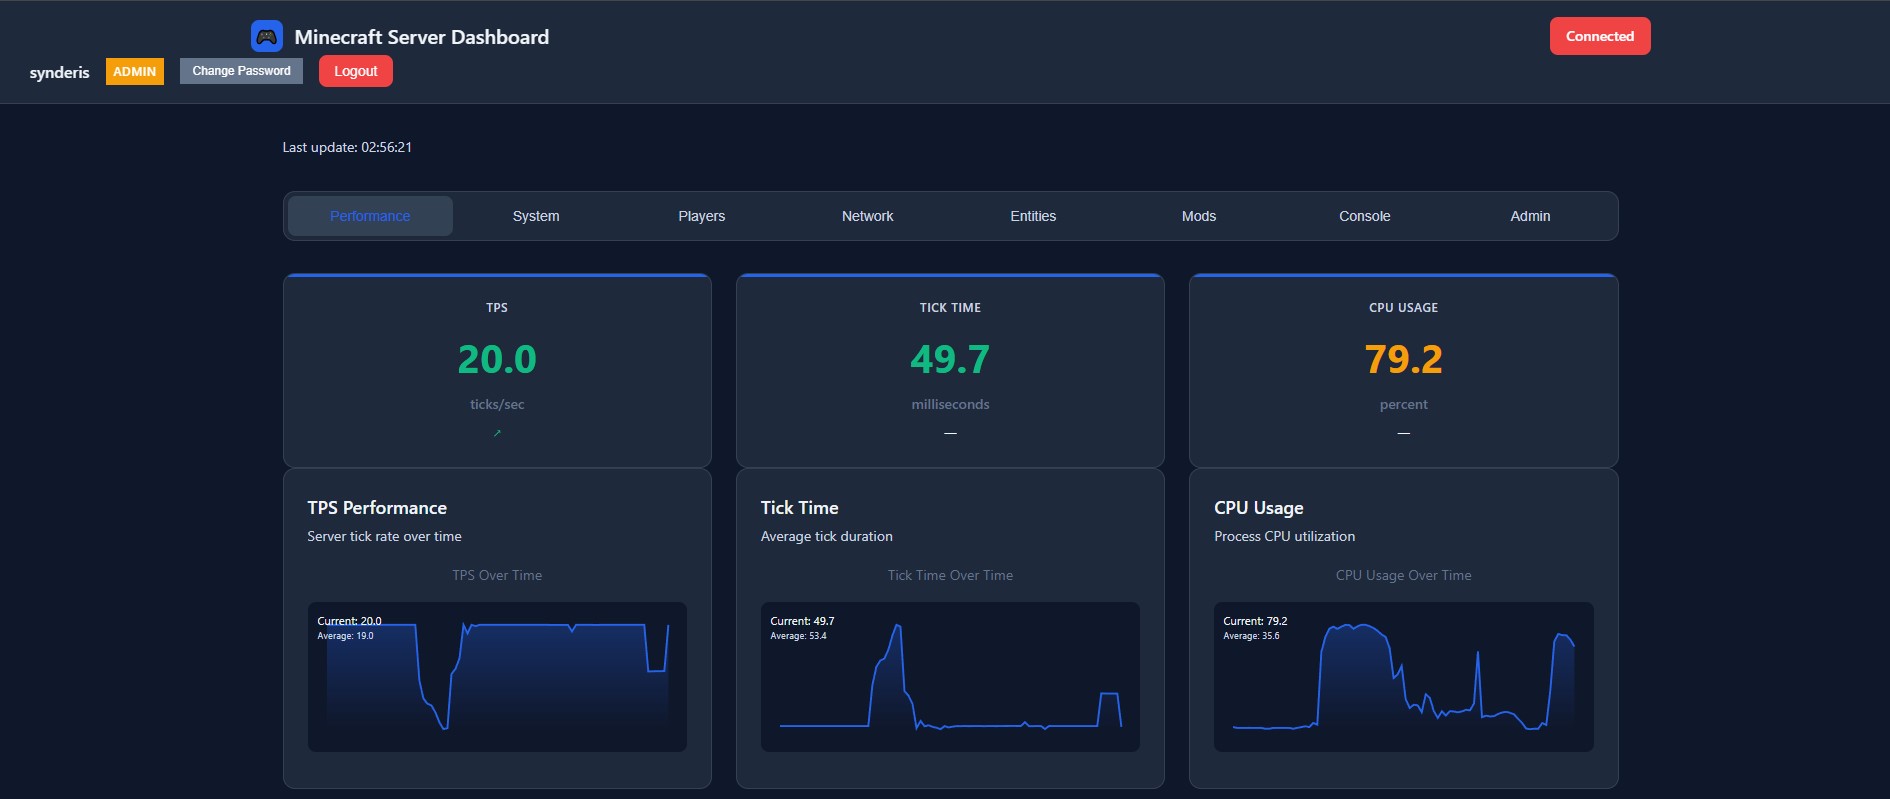 Minecraft Server Dashboard
Connected
synderis ADMIN Change Password Logout
Last update: 02:56:21
Performance System Players Network Entities Mods Console Admin
TPS
20.0
ticks/sec
↗
TICK TIME
49.7
milliseconds
—
CPU USAGE
79.2
percent
—
TPS Performance
Server tick rate over time
TPS Over Time
Current: 20.0
Average: 19.0
Tick Time
Average tick duration
Tick Time Over Time
Current: 49.7
Average: 53.4
CPU Usage
Process CPU utilization
CPU Usage Over Time
Current: 79.2
Average: 35.6